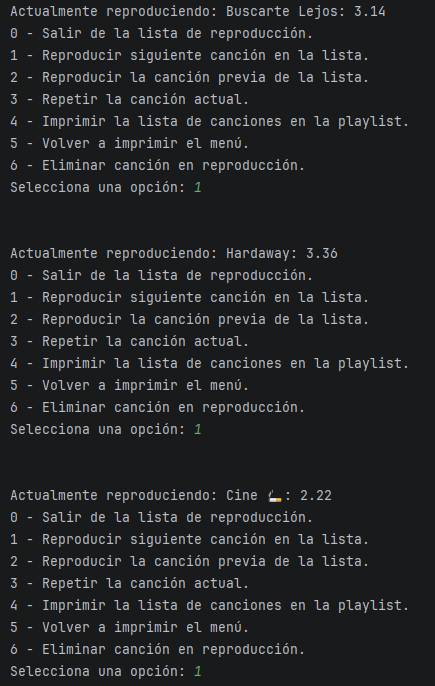 Actualmente reproduciendo: Buscarte Lejos: 3.14
0 - Salir de la lista de reproducción.
1 - Reproducir siguiente canción en la lista.
2 - Reproducir la canción previa de la lista.
3 - Repetir la canción actual.
4 - Imprimir la lista de canciones en la playlist.
5 - Volver a imprimir el menú.
6 - Eliminar canción en reproducción.
Selecciona una opción: 1
Actualmente reproduciendo: Hardaway: 3.36
0 - Salir de la lista de reproducción.
1 - Reproducir siguiente canción en la lista.
2 - Reproducir la canción previa de la lista.
3 - Repetir la canción actual.
4 - Imprimir la lista de canciones en la playlist.
5 - Volver a imprimir el menú.
6 - Eliminar canción en reproducción.
Selecciona una opción: 1
Actualmente reproduciendo: Cine 🚬: 2.22
0 - Salir de la lista de reproducción.
1 - Reproducir siguiente canción en la lista.
2 - Reproducir la canción previa de la lista.
3 - Repetir la canción actual.
4 - Imprimir la lista de canciones en la playlist.
5 - Volver a imprimir el menú.
6 - Eliminar canción en reproducción.
Selecciona una opción: 1